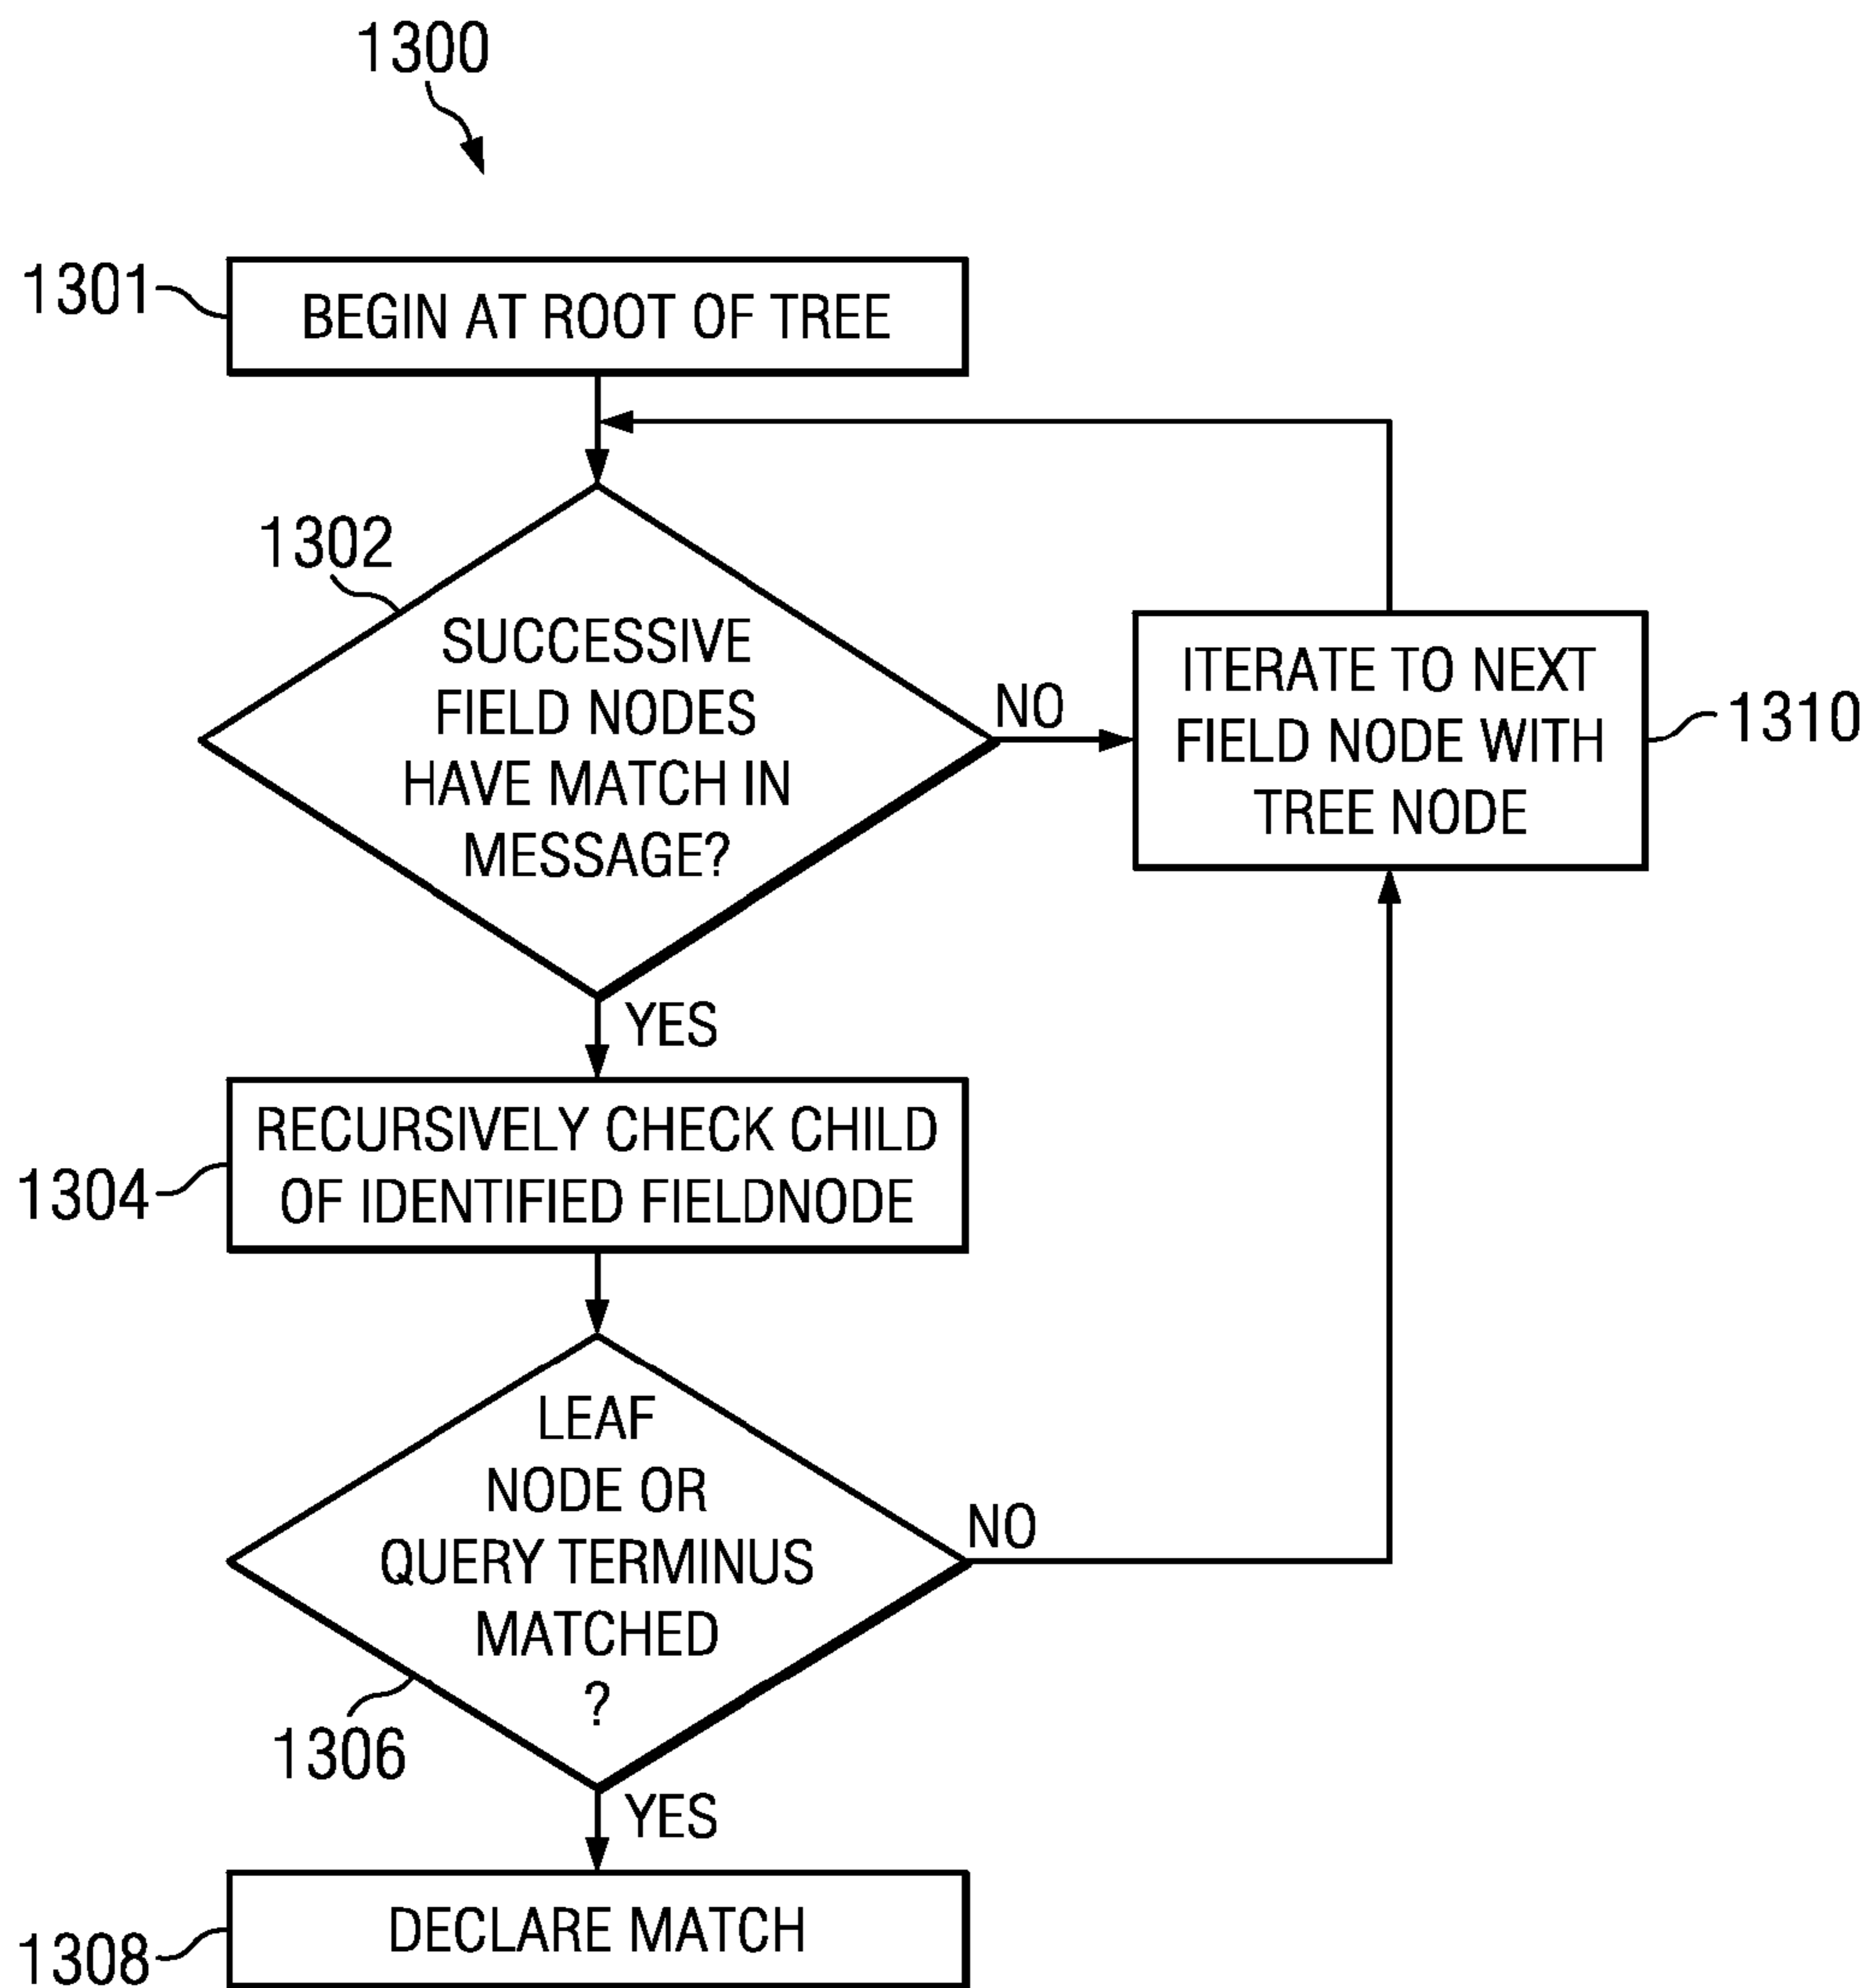 1300
1301
BEGIN AT ROOT OF TREE
1302
SUCCESSIVE
FIELD NODES
HAVE MATCH IN
MESSAGE?
NO
ITERATE TO NEXT
FIELD NODE WITH
TREE NODE
1310
YES
1304
RECURSIVELY CHECK CHILD
OF IDENTIFIED FIELDNODE
LEAF
NODE OR
QUERY TERMINUS
MATCHED
?
NO
1306
YES
1308
DECLARE MATCH